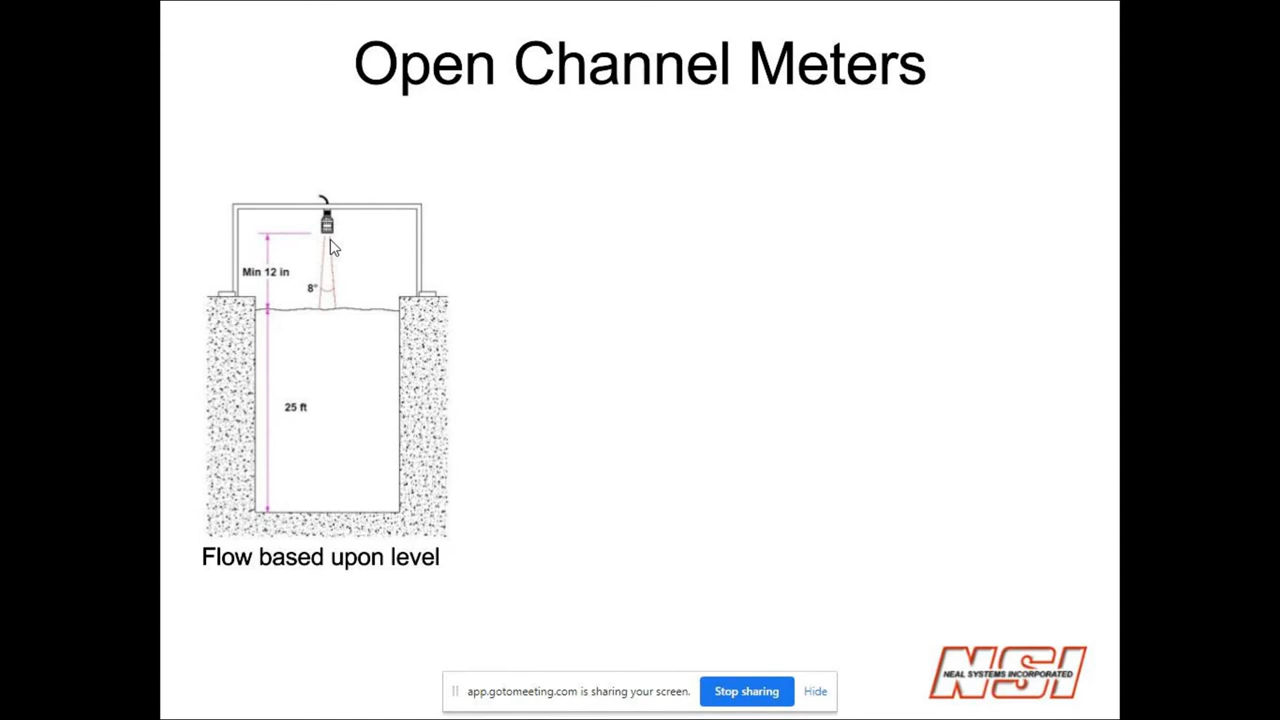 Open Channel Meters
Min 12 in
8°
25 ft
Flow based upon level
NSI
NEAL SYSTEMS INCORPORATED
app.gotomeeting.com is sharing your screen.
Stop sharing
Hide